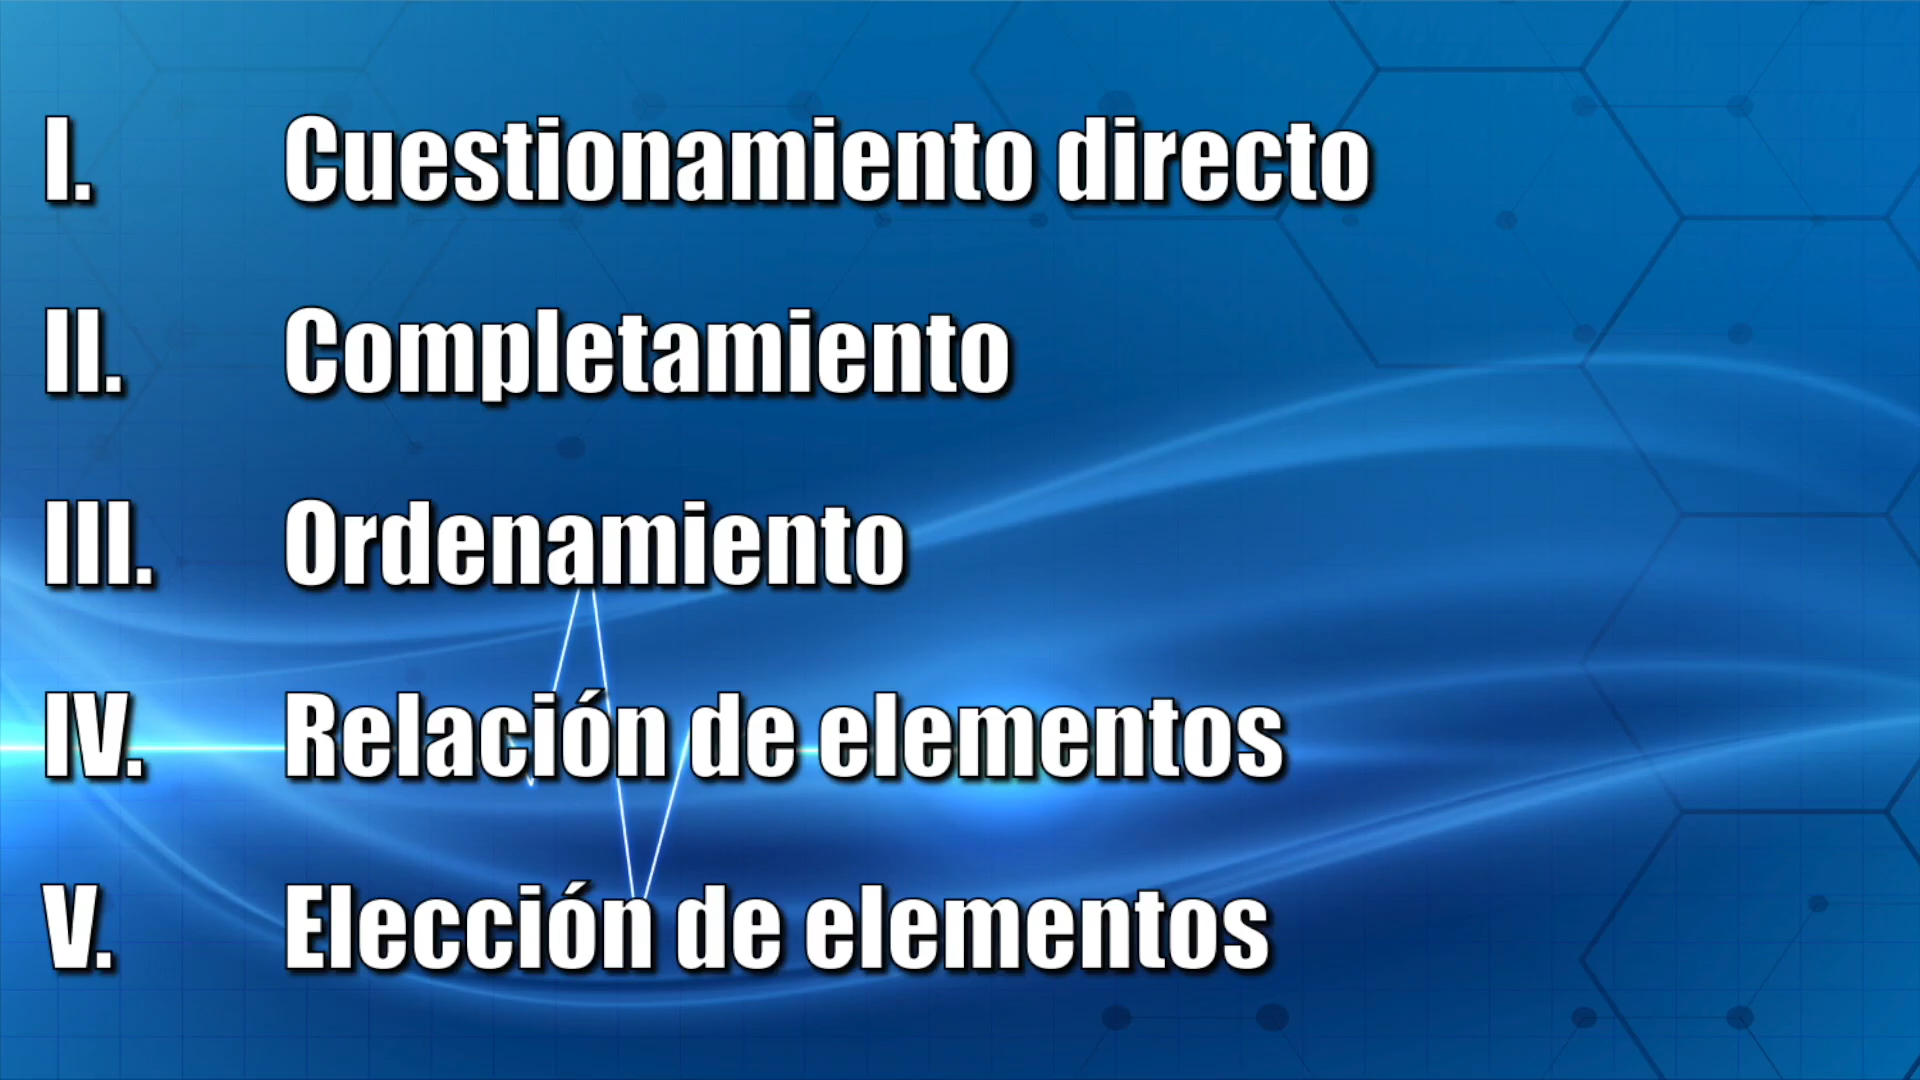 I. Cuestionamiento directo
II. Completamiento
III. Ordenamiento
IV. Relación de elementos
V. Elección de elementos